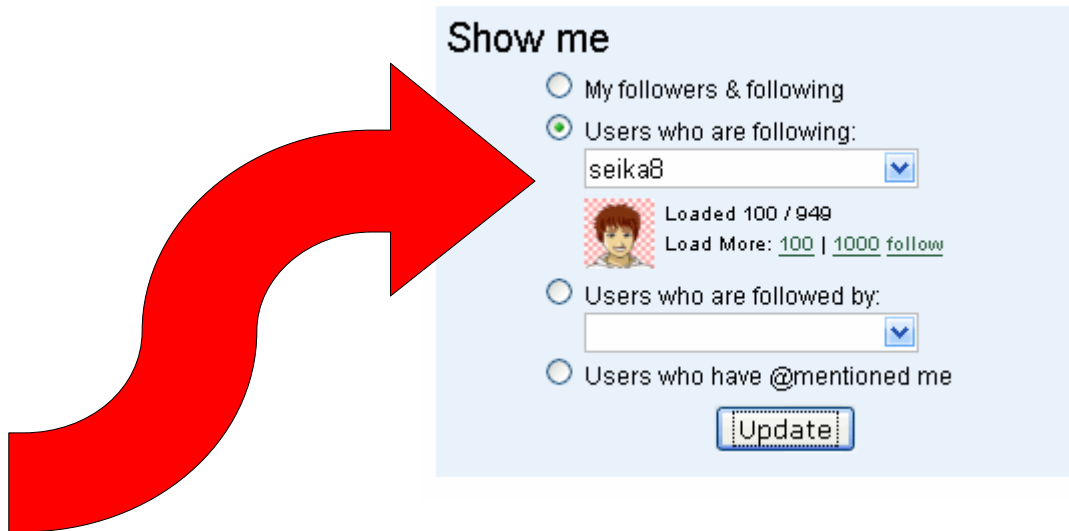 Show me
My followers & following
Users who are following:
seika8
Loaded 100 / 949
Load More: 100 | 1000 follow
Users who are followed by:
Users who have @mentioned me
Update